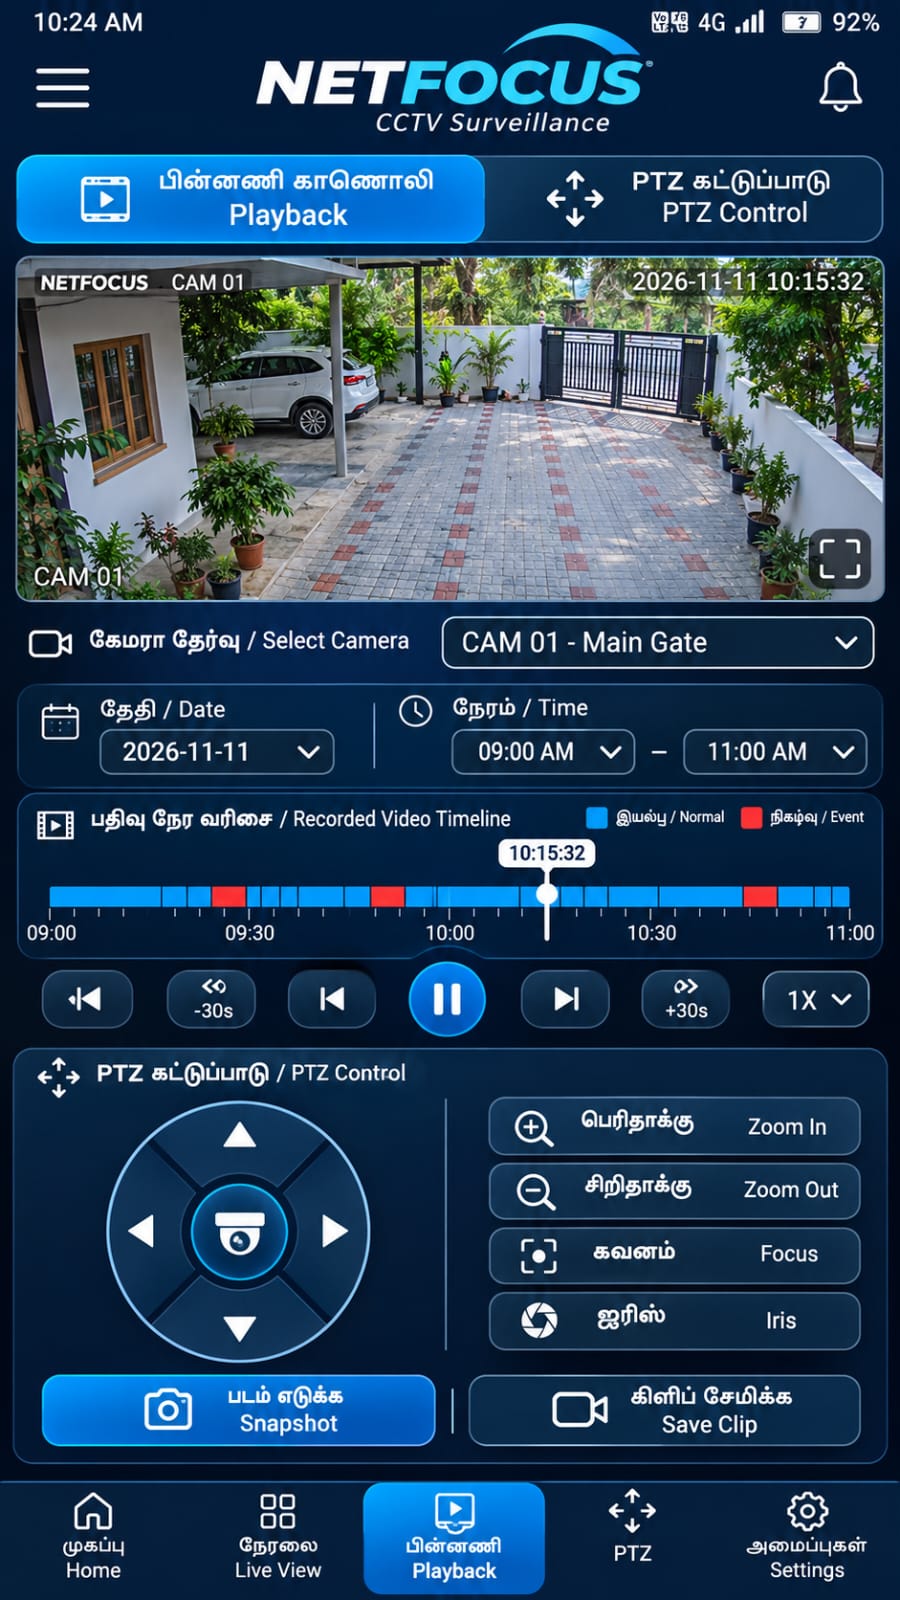 10:24 AM
Vo LTE 4G 92%
NETFOCUS
CCTV Surveillance
பின்னணி காணொலி
Playback
PTZ கட்டுப்பாடு
PTZ Control
NETFOCUS CAM 01
2026-11-11 10:15:32
CAM 01
கேமரா தேர்வு / Select Camera
CAM 01 - Main Gate
தேதி / Date
2026-11-11
நேரம் / Time
09:00 AM – 11:00 AM
பதிவு நேர வரிசை / Recorded Video Timeline
இயல்பு / Normal
நிகழ்வு / Event
10:15:32
09:00 09:30 10:00 10:30 11:00
-30s
+30s
1X
PTZ கட்டுப்பாடு / PTZ Control
பெரிதாக்கு Zoom In
சிறிதாக்கு Zoom Out
கவனம் Focus
ஐரிஸ் Iris
படம் எடுக்க
Snapshot
கிளிப் சேமிக்க
Save Clip
முகப்பு
Home
நேரலை
Live View
பின்னணி
Playback
PTZ
அமைப்புகள்
Settings